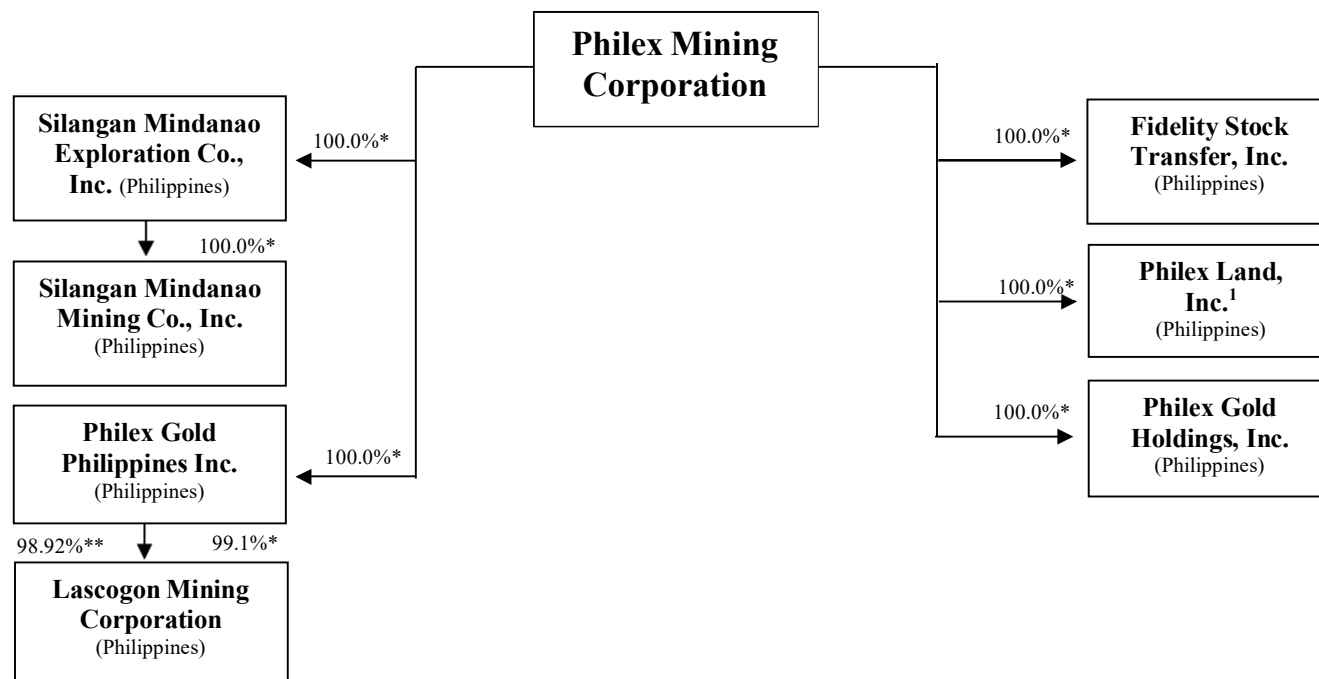 Philex Mining
Corporation
Silangan Mindanao
Exploration Co.,
Inc. (Philippines)
100.0%*
100.0%*
Silangan Mindanao
Mining Co., Inc.
(Philippines)
Philex Gold
Philippines Inc.
(Philippines)
100.0%*
98.92%**
99.1%*
Lascogon Mining
Corporation
(Philippines)
100.0%*
Fidelity Stock
Transfer, Inc.
(Philippines)
100.0%*
Philex Land,
Inc.¹
(Philippines)
100.0%*
Philex Gold
Holdings, Inc.
(Philippines)